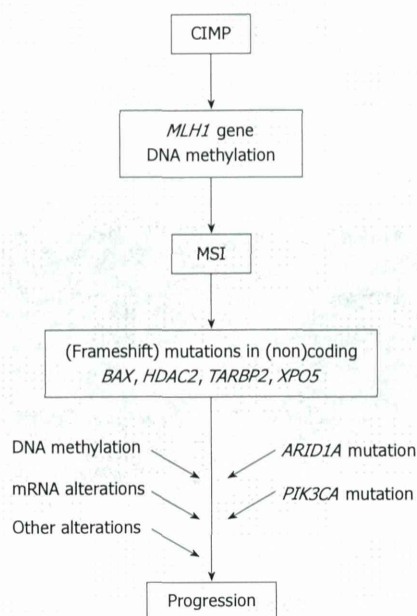 CIMP
MLH1 gene
DNA methylation
MSI
(Frameshift) mutations in (non)coding
BAX, HDAC2, TARBP2, XPO5
DNA methylation
mRNA alterations
Other alterations
ARID1A mutation
PIK3CA mutation
Progression